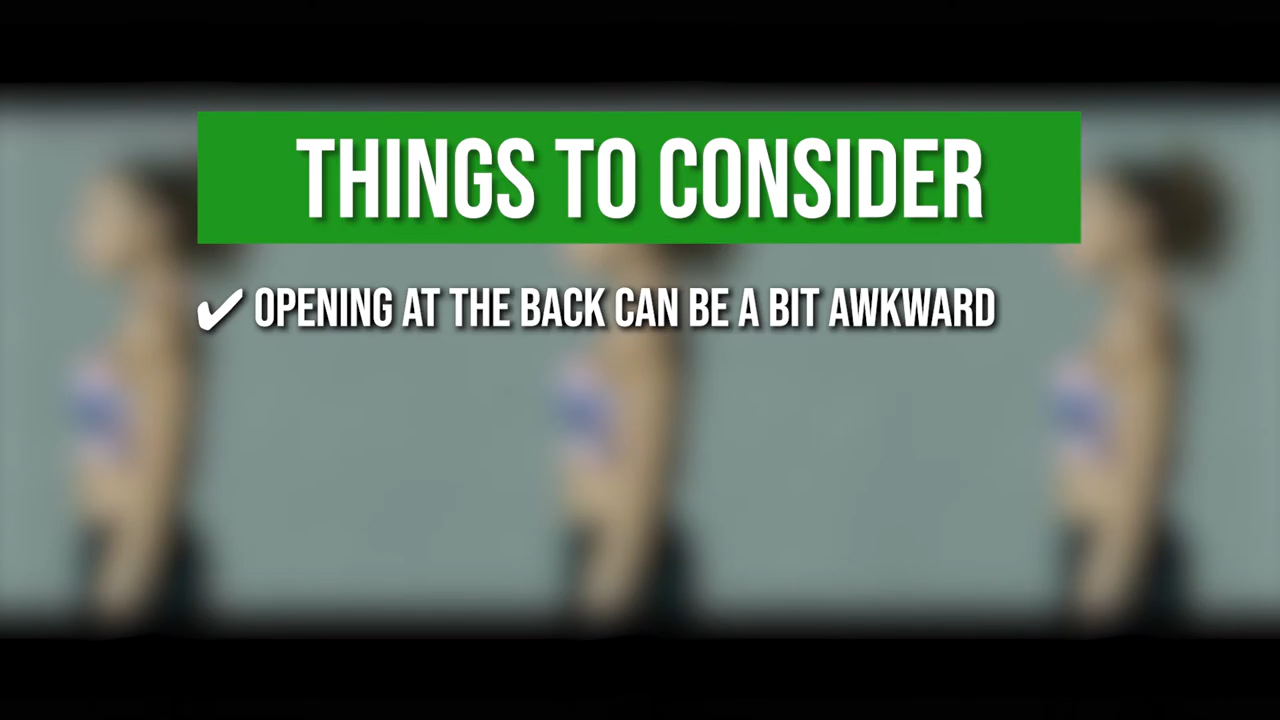 THINGS TO CONSIDER
✔ OPENING AT THE BACK CAN BE A BIT AWKWARD